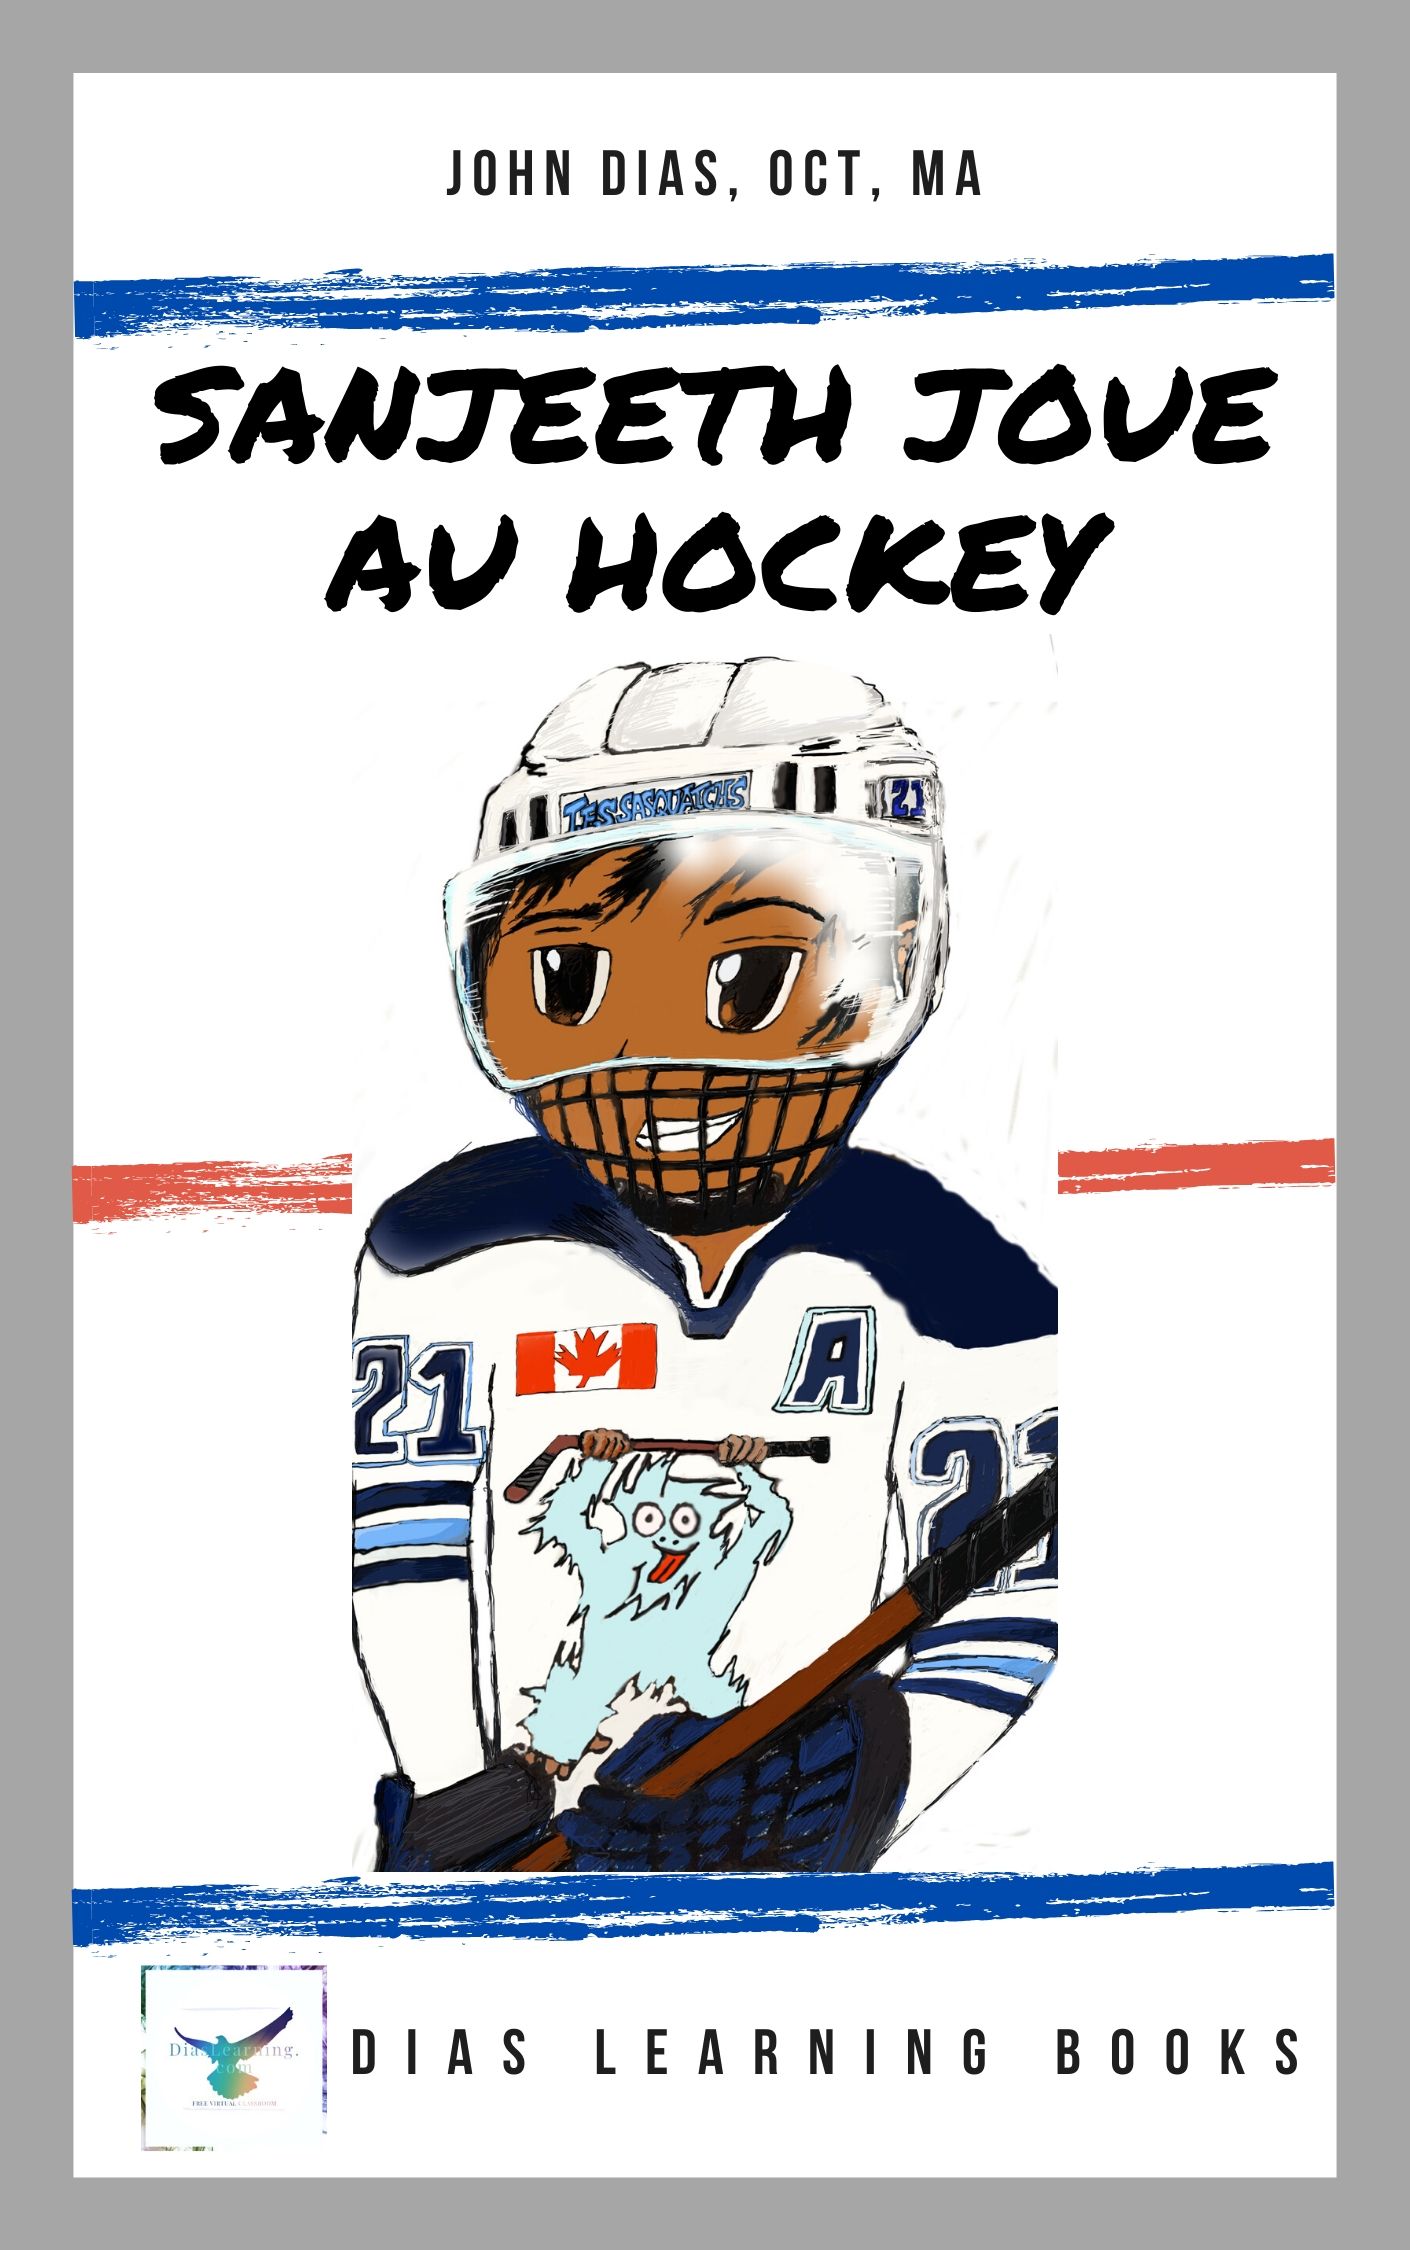 JOHN DIAS, OCT, MA
SANJEETH JOUE
AU HOCKEY
TES SASQUATCHS
21
21
A
21
DIAS LEARNING BOOKS
DiasLearning.
com
FREE VIRTUAL CLASSROOM